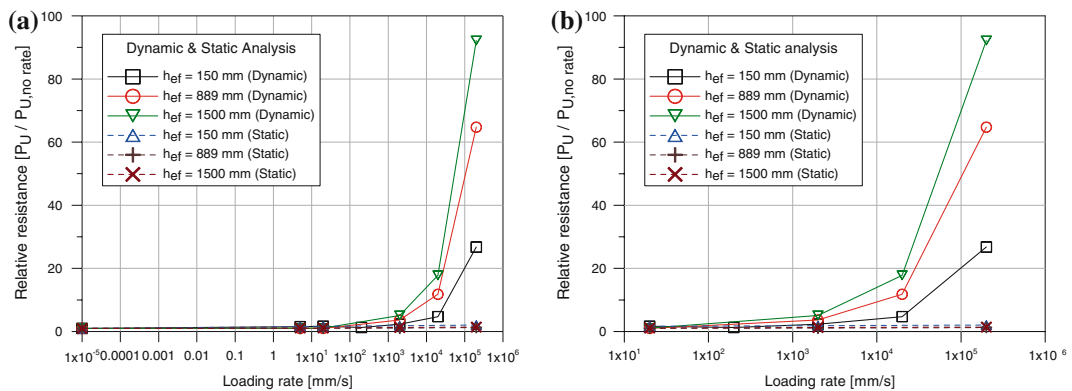 (a)
Relative resistance [PU / PU,no rate]
100
80
60
40
20
0
Dynamic & Static Analysis
hef = 150 mm (Dynamic)
hef = 889 mm (Dynamic)
hef = 1500 mm (Dynamic)
hef = 150 mm (Static)
hef = 889 mm (Static)
hef = 1500 mm (Static)
1x10-5 0.0001 0.001 0.01 0.1 1 1x101 1x102 1x103 1x104 1x105 1x106
Loading rate [mm/s]
(b)
Relative resistance [PU / PU,no rate]
100
80
60
40
20
0
Dynamic & Static analysis
hef = 150 mm (Dynamic)
hef = 889 mm (Dynamic)
hef = 1500 mm (Dynamic)
hef = 150 mm (Static)
hef = 889 mm (Static)
hef = 1500 mm (Static)
1x101 1x102 1x103 1x104 1x105 1x106
Loading rate [mm/s]